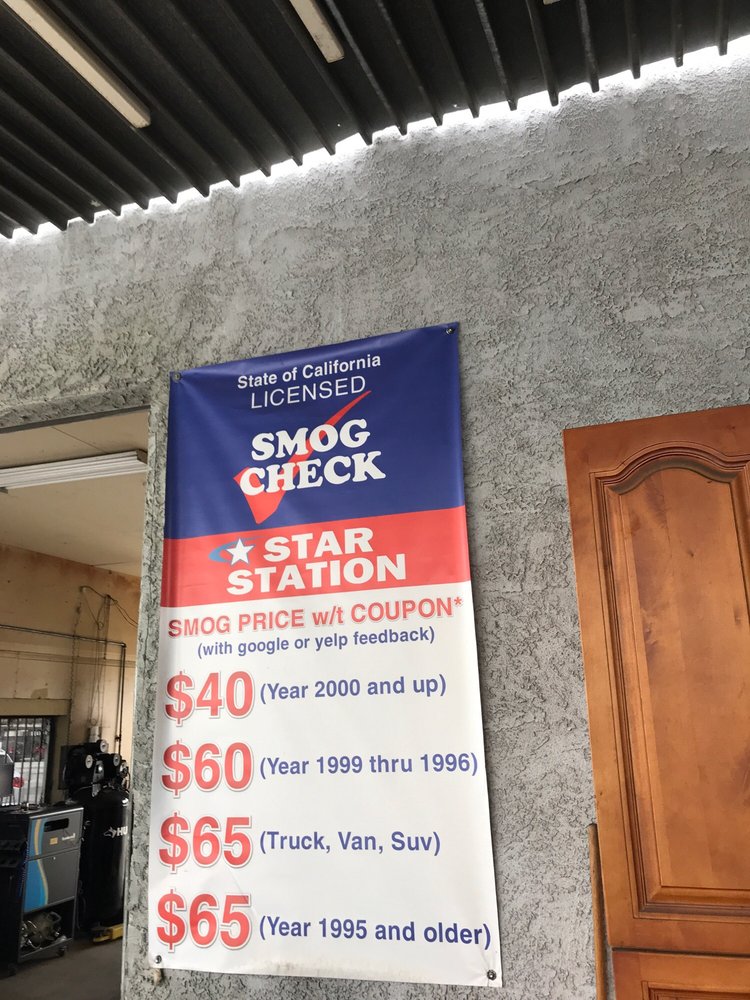 State of California
LICENSED
SMOG
CHECK
STAR
STATION
SMOG PRICE w/t COUPON*
(with google or yelp feedback)
$40 (Year 2000 and up)
$60 (Year 1999 thru 1996)
$65 (Truck, Van, Suv)
$65 (Year 1995 and older)
HU